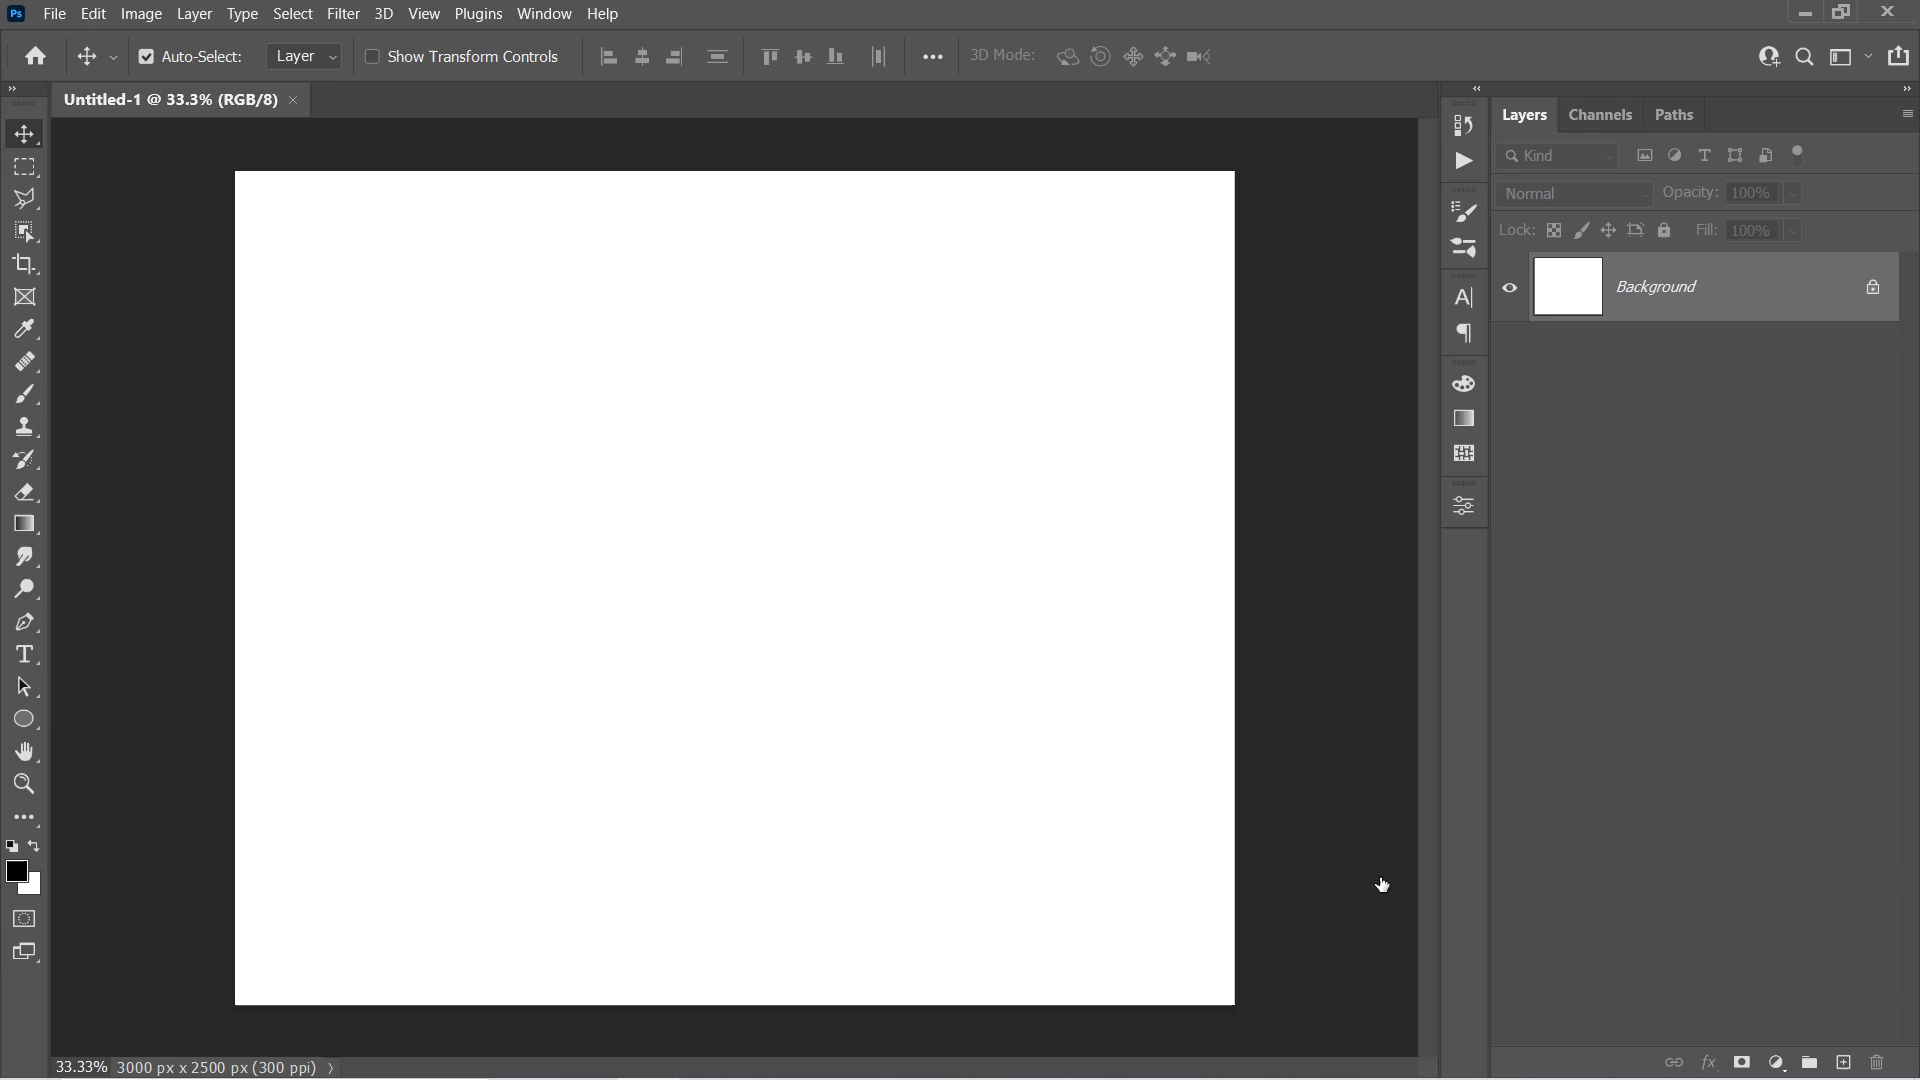 Ps File Edit Image Layer Type Select Filter 3D View Plugins Window Help
Auto-Select: Layer Show Transform Controls 3D Mode:
Untitled-1 @ 33.3% (RGB/8)
Layers Channels Paths
Kind
Normal Opacity: 100%
Lock: Fill: 100%
Background
33.33% 3000 px x 2500 px (300 ppi)